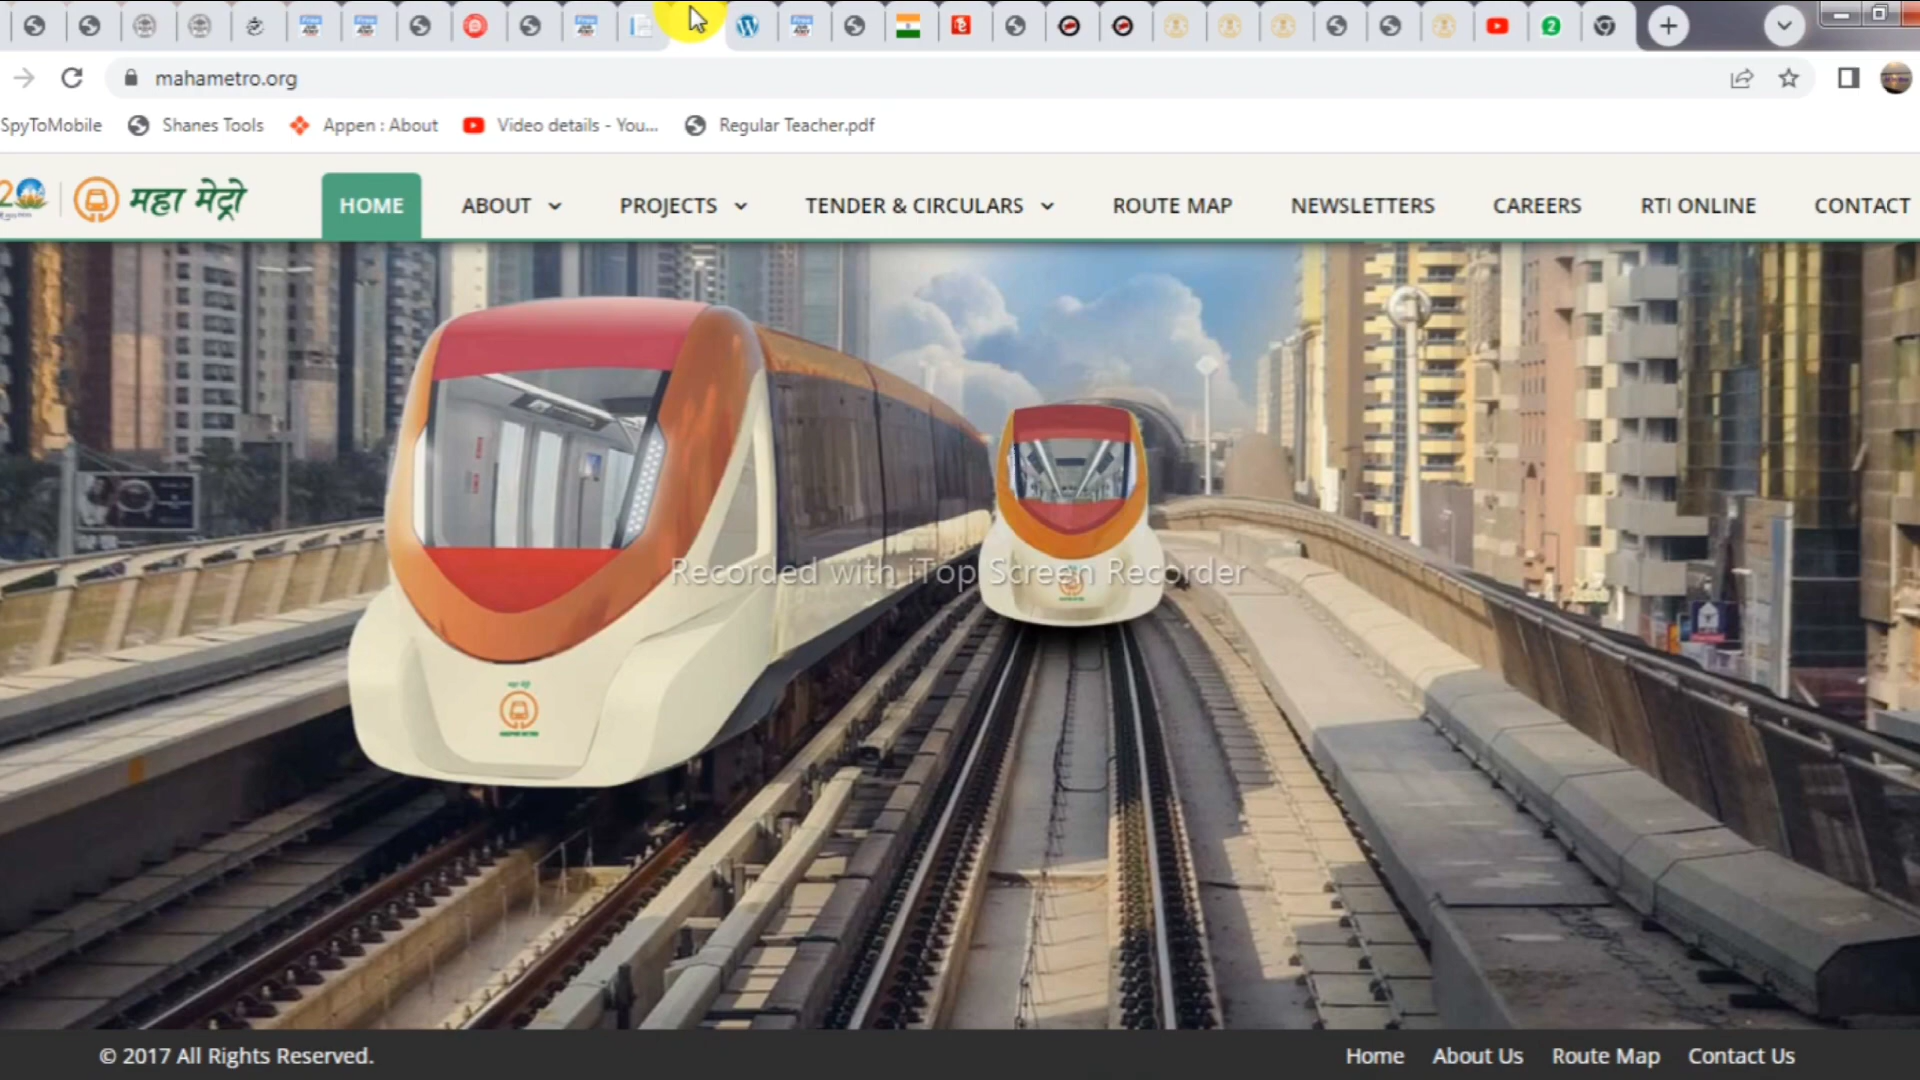 2
mahametro.org
SpyToMobile Shanes Tools Appen : About Video details - You... Regular Teacher.pdf
महा मेट्रो HOME ABOUT PROJECTS TENDER & CIRCULARS ROUTE MAP NEWSLETTERS CAREERS RTI ONLINE CONTACT
Recorded with iTop Screen Recorder
© 2017 All Rights Reserved. Home About Us Route Map Contact Us